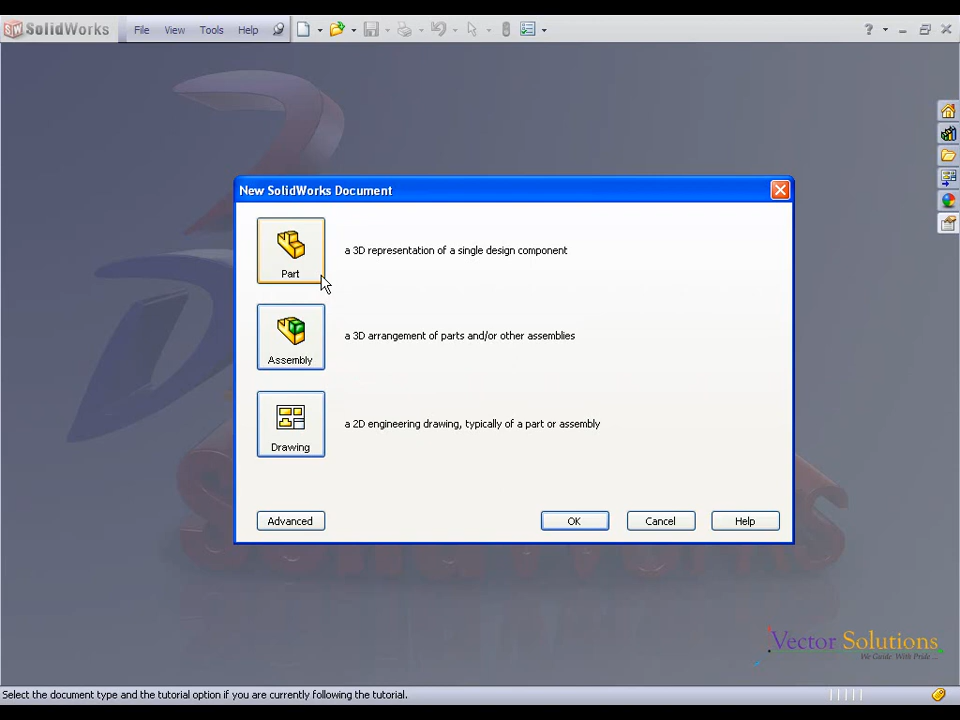 SolidWorks File View Tools Help ?
New SolidWorks Document
Part
a 3D representation of a single design component
Assembly
a 3D arrangement of parts and/or other assemblies
Drawing
a 2D engineering drawing, typically of a part or assembly
Advanced OK Cancel Help
SolidWorks
Vector Solutions
We Guide With Pride ...
Select the document type and the tutorial option if you are currently following the tutorial.